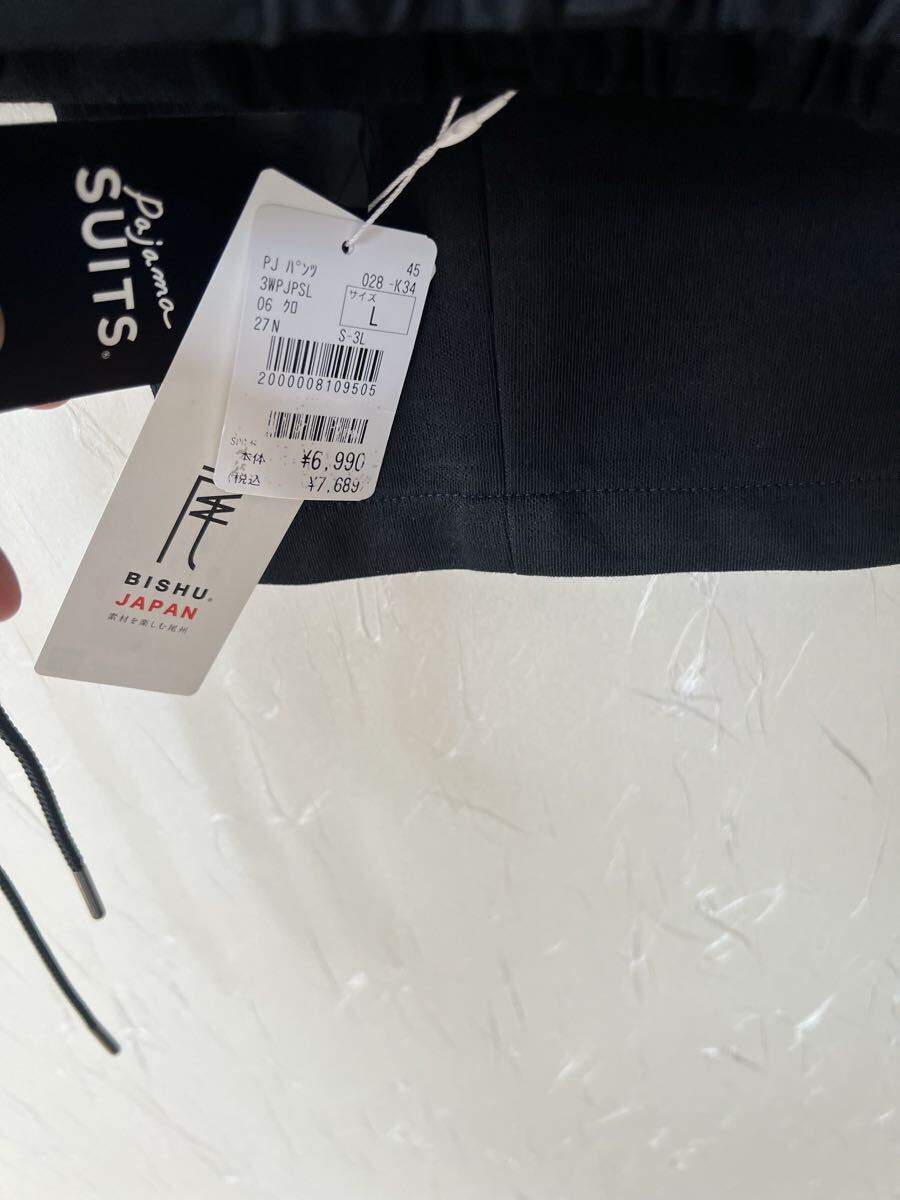 Pajama
SUITS®
PJ パンツ 45
3WPJPSL 028-K34
06 クロ サイズ
L
27N S-3L
2000008109505
本体 ¥6,990
(税込 ¥7,689)
尾
BISHU®
JAPAN
素材を楽しむ尾州